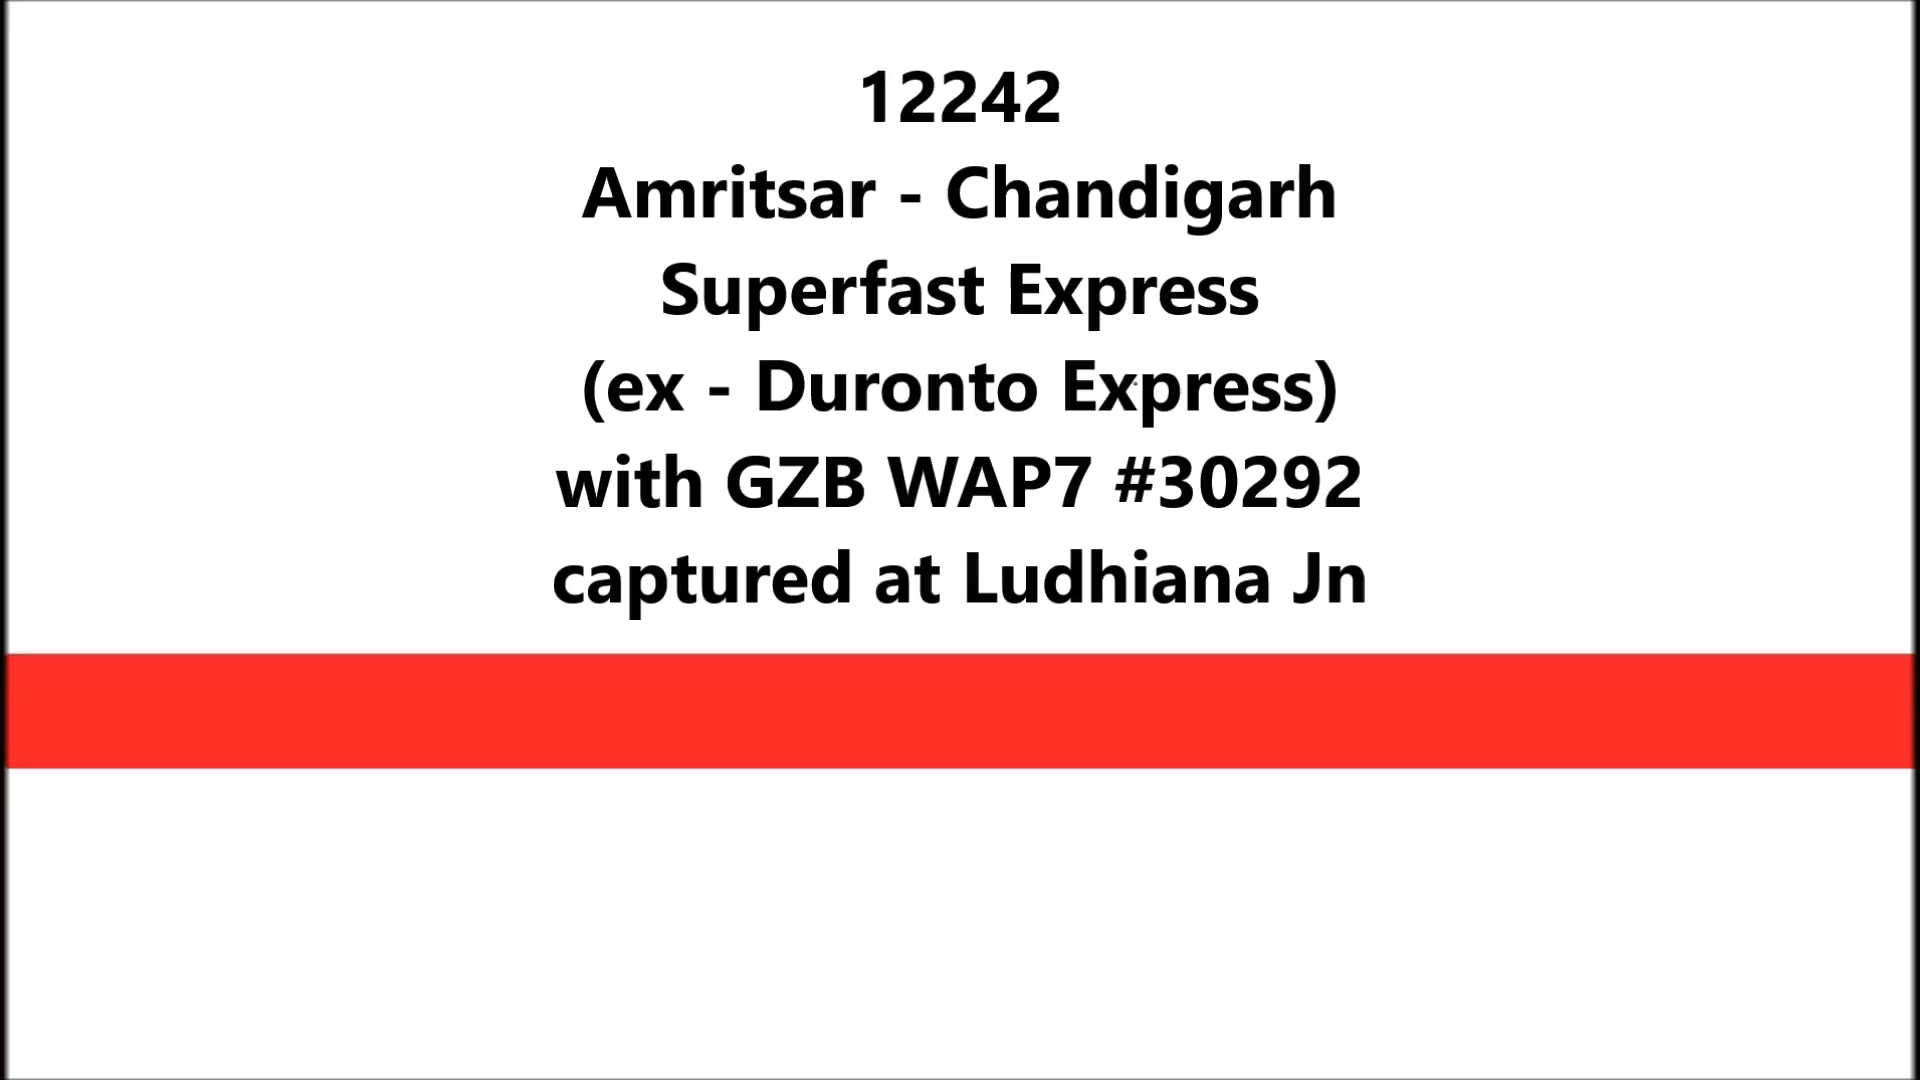 12242
Amritsar - Chandigarh
Superfast Express
(ex - Duronto Express)
with GZB WAP7 #30292
captured at Ludhiana Jn